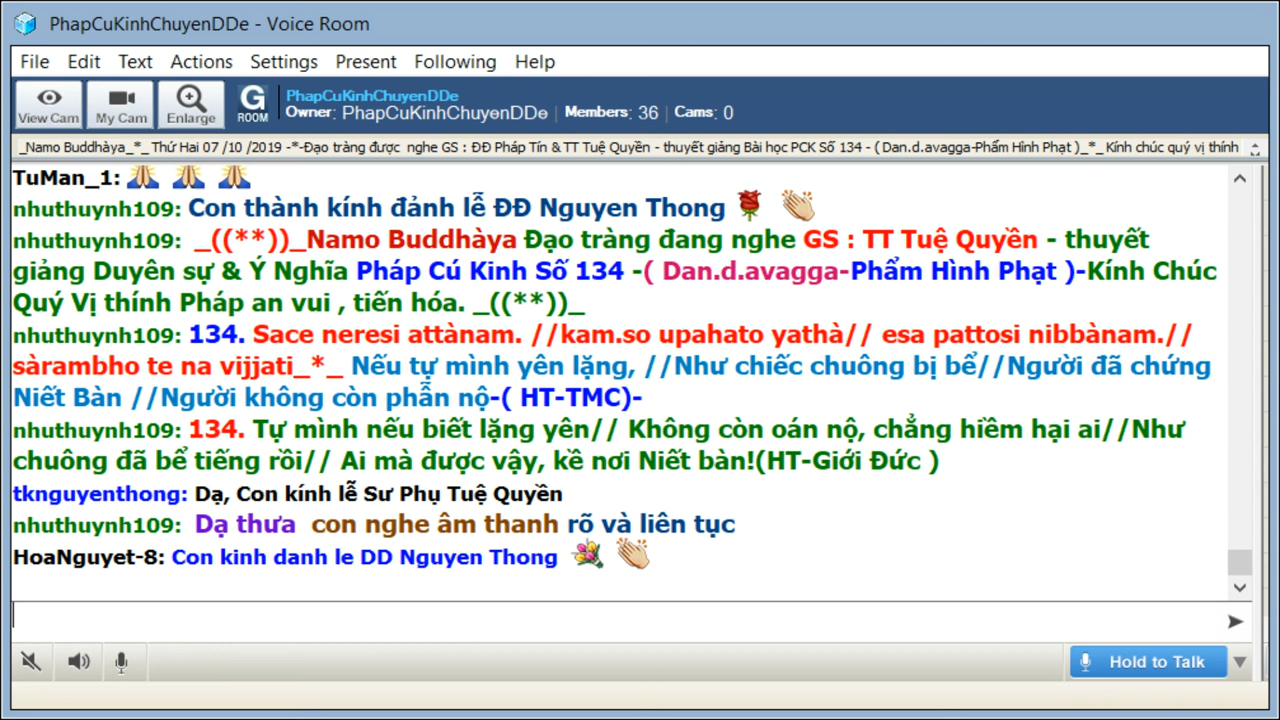 PhapCuKinhChuyenDDe - Voice Room
File Edit Text Actions Settings Present Following Help
View Cam My Cam Enlarge G ROOM
PhapCuKinhChuyenDDe
Owner: PhapCuKinhChuyenDDe | Members: 36 | Cams: 0
_Namo Buddhàya_*_ Thứ Hai 07 /10 /2019 -*-Đạo tràng được nghe GS : ĐĐ Pháp Tín & TT Tuệ Quyền - thuyết giảng Bài học PCK Số 134 - ( Dan.d.avagga-Phẩm Hình Phạt )_*_ Kính chúc quý vị thính
TuMan_1:
nhuthuynh109: Con thành kính đảnh lễ ĐĐ Nguyen Thong
nhuthuynh109: _((**))_Namo Buddhàya Đạo tràng đang nghe GS : TT Tuệ Quyền - thuyết
giảng Duyên sự & Ý Nghĩa Pháp Cú Kinh Số 134 -( Dan.d.avagga-Phẩm Hình Phạt )-Kính Chúc
Quý Vị thính Pháp an vui , tiến hóa. _((**))_
nhuthuynh109: 134. Sace neresi attànam. //kam.so upahato yathà// esa pattosi nibbànam.//
sàrambho te na vijjati_*_ Nếu tự mình yên lặng, //Như chiếc chuông bị bể//Người đã chứng
Niết Bàn //Người không còn phẫn nộ-( HT-TMC)-
nhuthuynh109: 134. Tự mình nếu biết lặng yên// Không còn oán nộ, chẳng hiềm hại ai//Như
chuông đã bể tiếng rồi// Ai mà được vậy, kề nơi Niết bàn!(HT-Giới Đức )
tknguyenthong: Dạ, Con kính lễ Sư Phụ Tuệ Quyền
nhuthuynh109: Dạ thưa con nghe âm thanh rõ và liên tục
HoaNguyet-8: Con kinh danh le DD Nguyen Thong
Hold to Talk